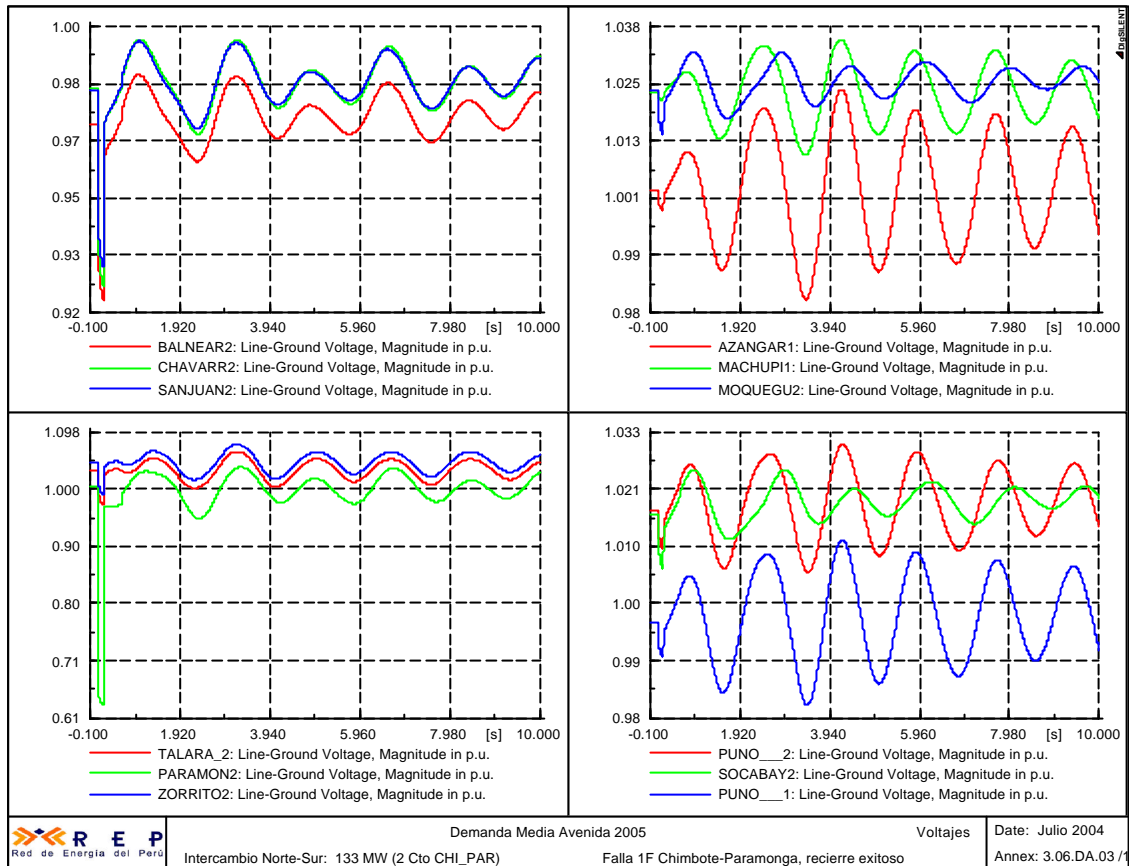 1.00
0.98
0.97
0.95
0.93
0.92
-0.100
1.920
3.940
5.960
7.980
[s]
10.000
BALNEAR2: Line-Ground Voltage, Magnitude in p.u.
CHAVARR2: Line-Ground Voltage, Magnitude in p.u.
SANJUAN2: Line-Ground Voltage, Magnitude in p.u.
1.038
1.025
1.013
1.001
0.99
0.98
-0.100
1.920
3.940
5.960
7.980
[s]
10.000
AZANGAR1: Line-Ground Voltage, Magnitude in p.u.
MACHUPI1: Line-Ground Voltage, Magnitude in p.u.
MOQUEGU2: Line-Ground Voltage, Magnitude in p.u.
DIgSILENT
1.098
1.000
0.90
0.80
0.71
0.61
-0.100
1.920
3.940
5.960
7.980
[s]
10.000
TALARA_2: Line-Ground Voltage, Magnitude in p.u.
PARAMON2: Line-Ground Voltage, Magnitude in p.u.
ZORRITO2: Line-Ground Voltage, Magnitude in p.u.
1.033
1.021
1.010
1.00
0.99
0.98
-0.100
1.920
3.940
5.960
7.980
[s]
10.000
PUNO___2: Line-Ground Voltage, Magnitude in p.u.
SOCABAY2: Line-Ground Voltage, Magnitude in p.u.
PUNO___1: Line-Ground Voltage, Magnitude in p.u.
R E P
Red de Energía del Perú
Demanda Media Avenida 2005
Voltajes
Intercambio Norte-Sur: 133 MW (2 Cto CHI_PAR)
Falla 1F Chimbote-Paramonga, recierre exitoso
Date: Julio 2004
Annex: 3.06.DA.03 /1